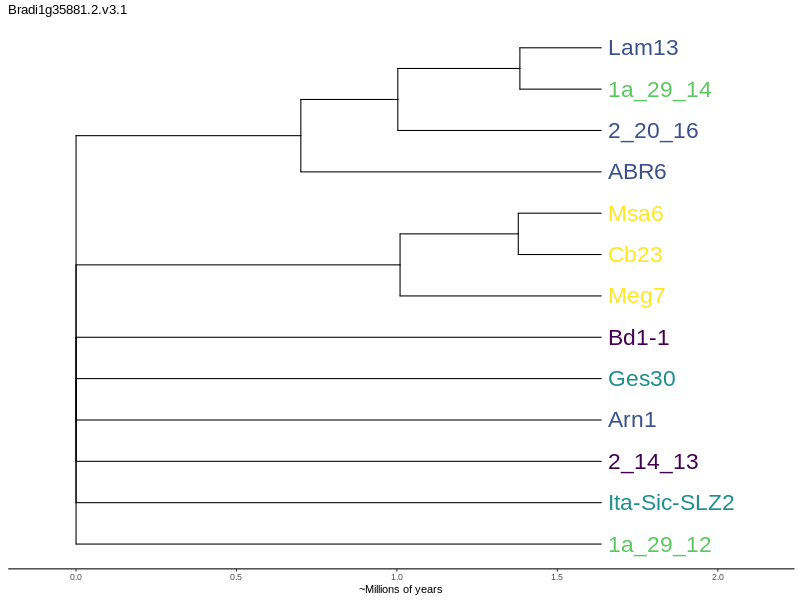 Bradi1g35881.2.v3.1
Lam13
1a_29_14
2_20_16
ABR6
Msa6
Cb23
Meg7
Bd1-1
Ges30
Arn1
2_14_13
Ita-Sic-SLZ2
1a_29_12
0.0 0.5 1.0 1.5 2.0
~Millions of years